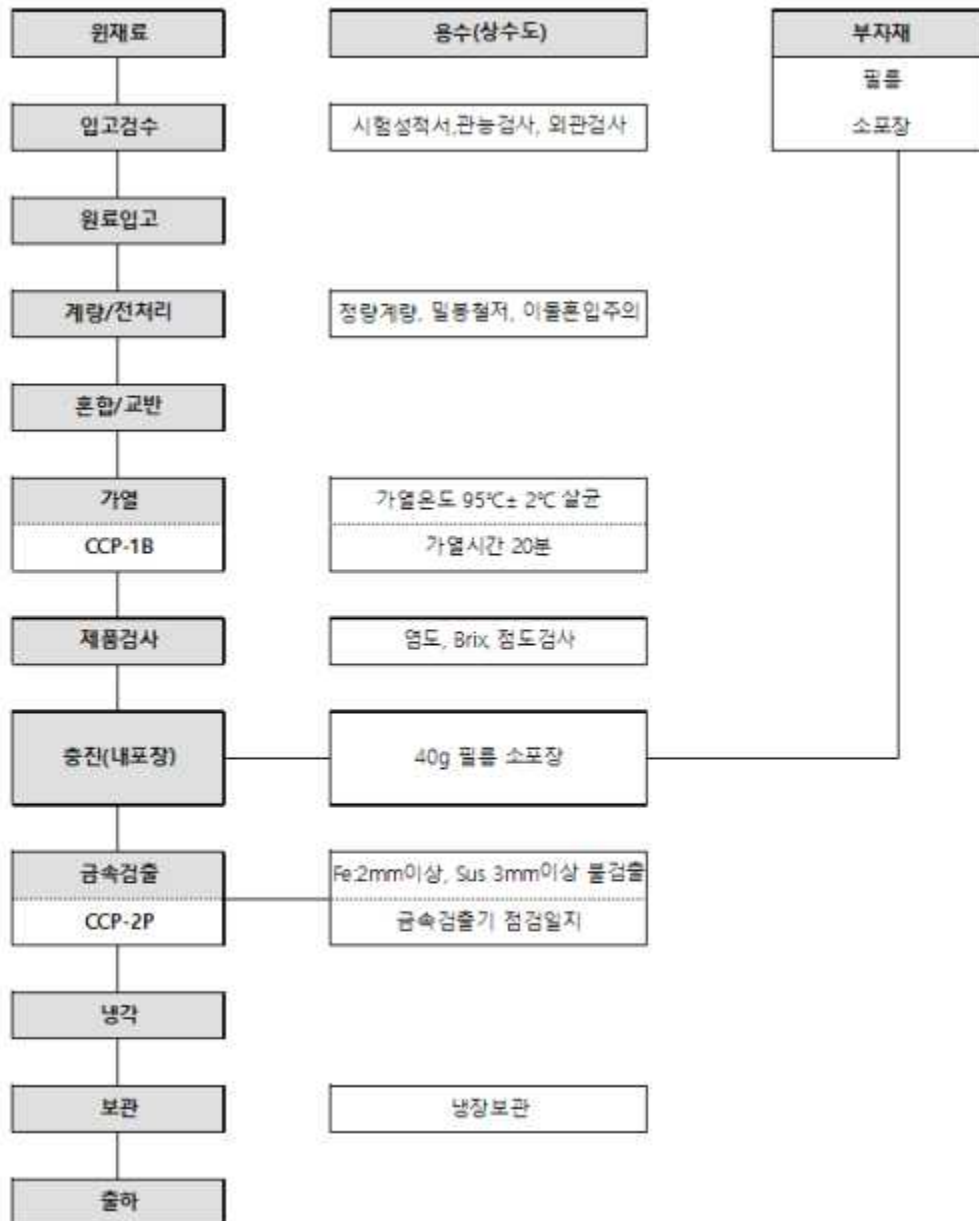 원재료
용수(상수도)
부자재
필름
소포장
입고검수
시험성적서,관능검사, 외관검사
원료입고
계량/전처리
정량계량, 밀봉철저, 이물혼입주의
혼합/교반
가열
CCP-1B
가열온도 95℃± 2℃ 살균
가열시간 20분
제품검사
염도, Brix, 점도검사
충진(내포장)
40g 필름 소포장
금속검출
CCP-2P
Fe.2mm이상, Sus 3mm이상 불검출
금속검출기 점검일지
냉각
보관
냉장보관
출하